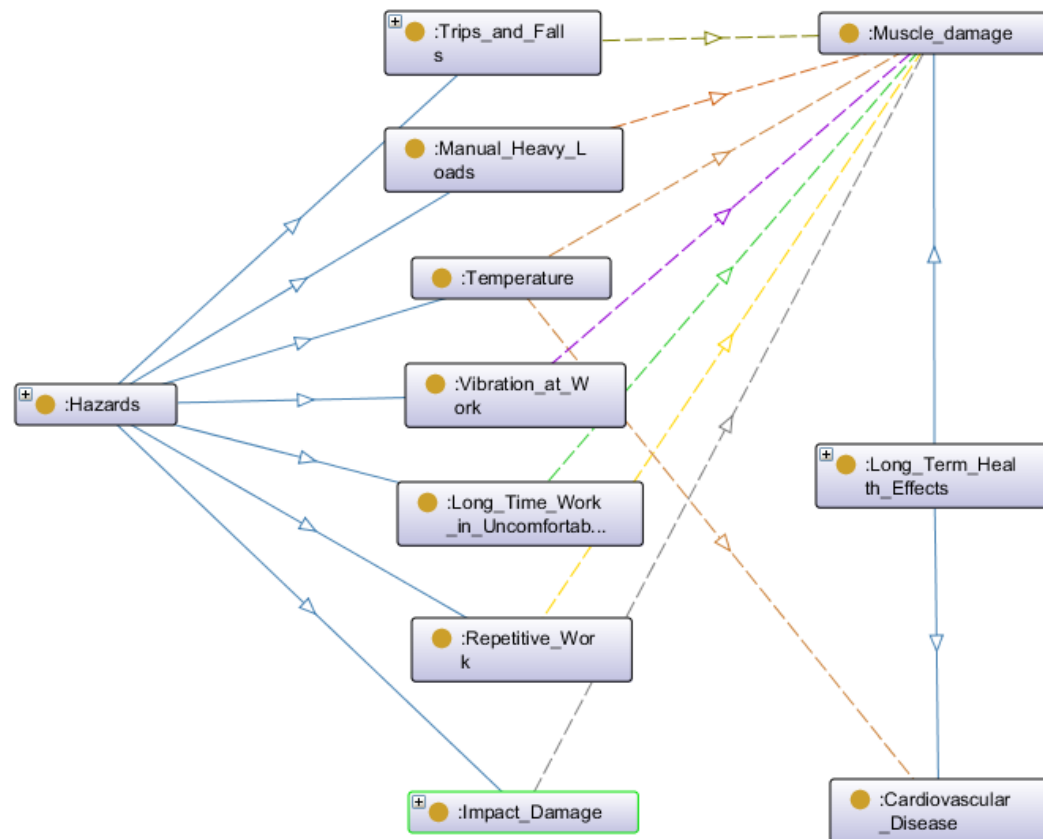 :Trips_and_Fall
s
:Muscle_damage
:Manual_Heavy_L
oads
:Temperature
:Vibration_at_W
ork
:Hazards
:Long_Term_Heal
th_Effects
:Long_Time_Work
_in_Uncomfortab...
:Repetitive_Wor
k
:Impact_Damage
:Cardiovascular
_Disease